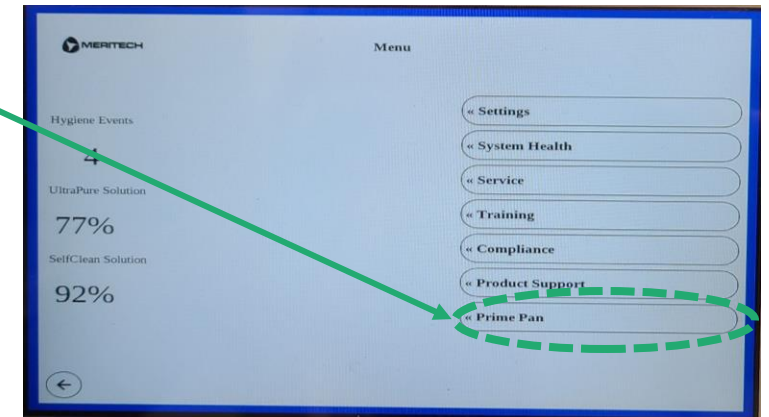 MERITECH
Menu
Hygiene Events
4
UltraPure Solution
77%
SelfClean Solution
92%
« Settings
« System Health
« Service
« Training
« Compliance
« Product Support
« Prime Pan